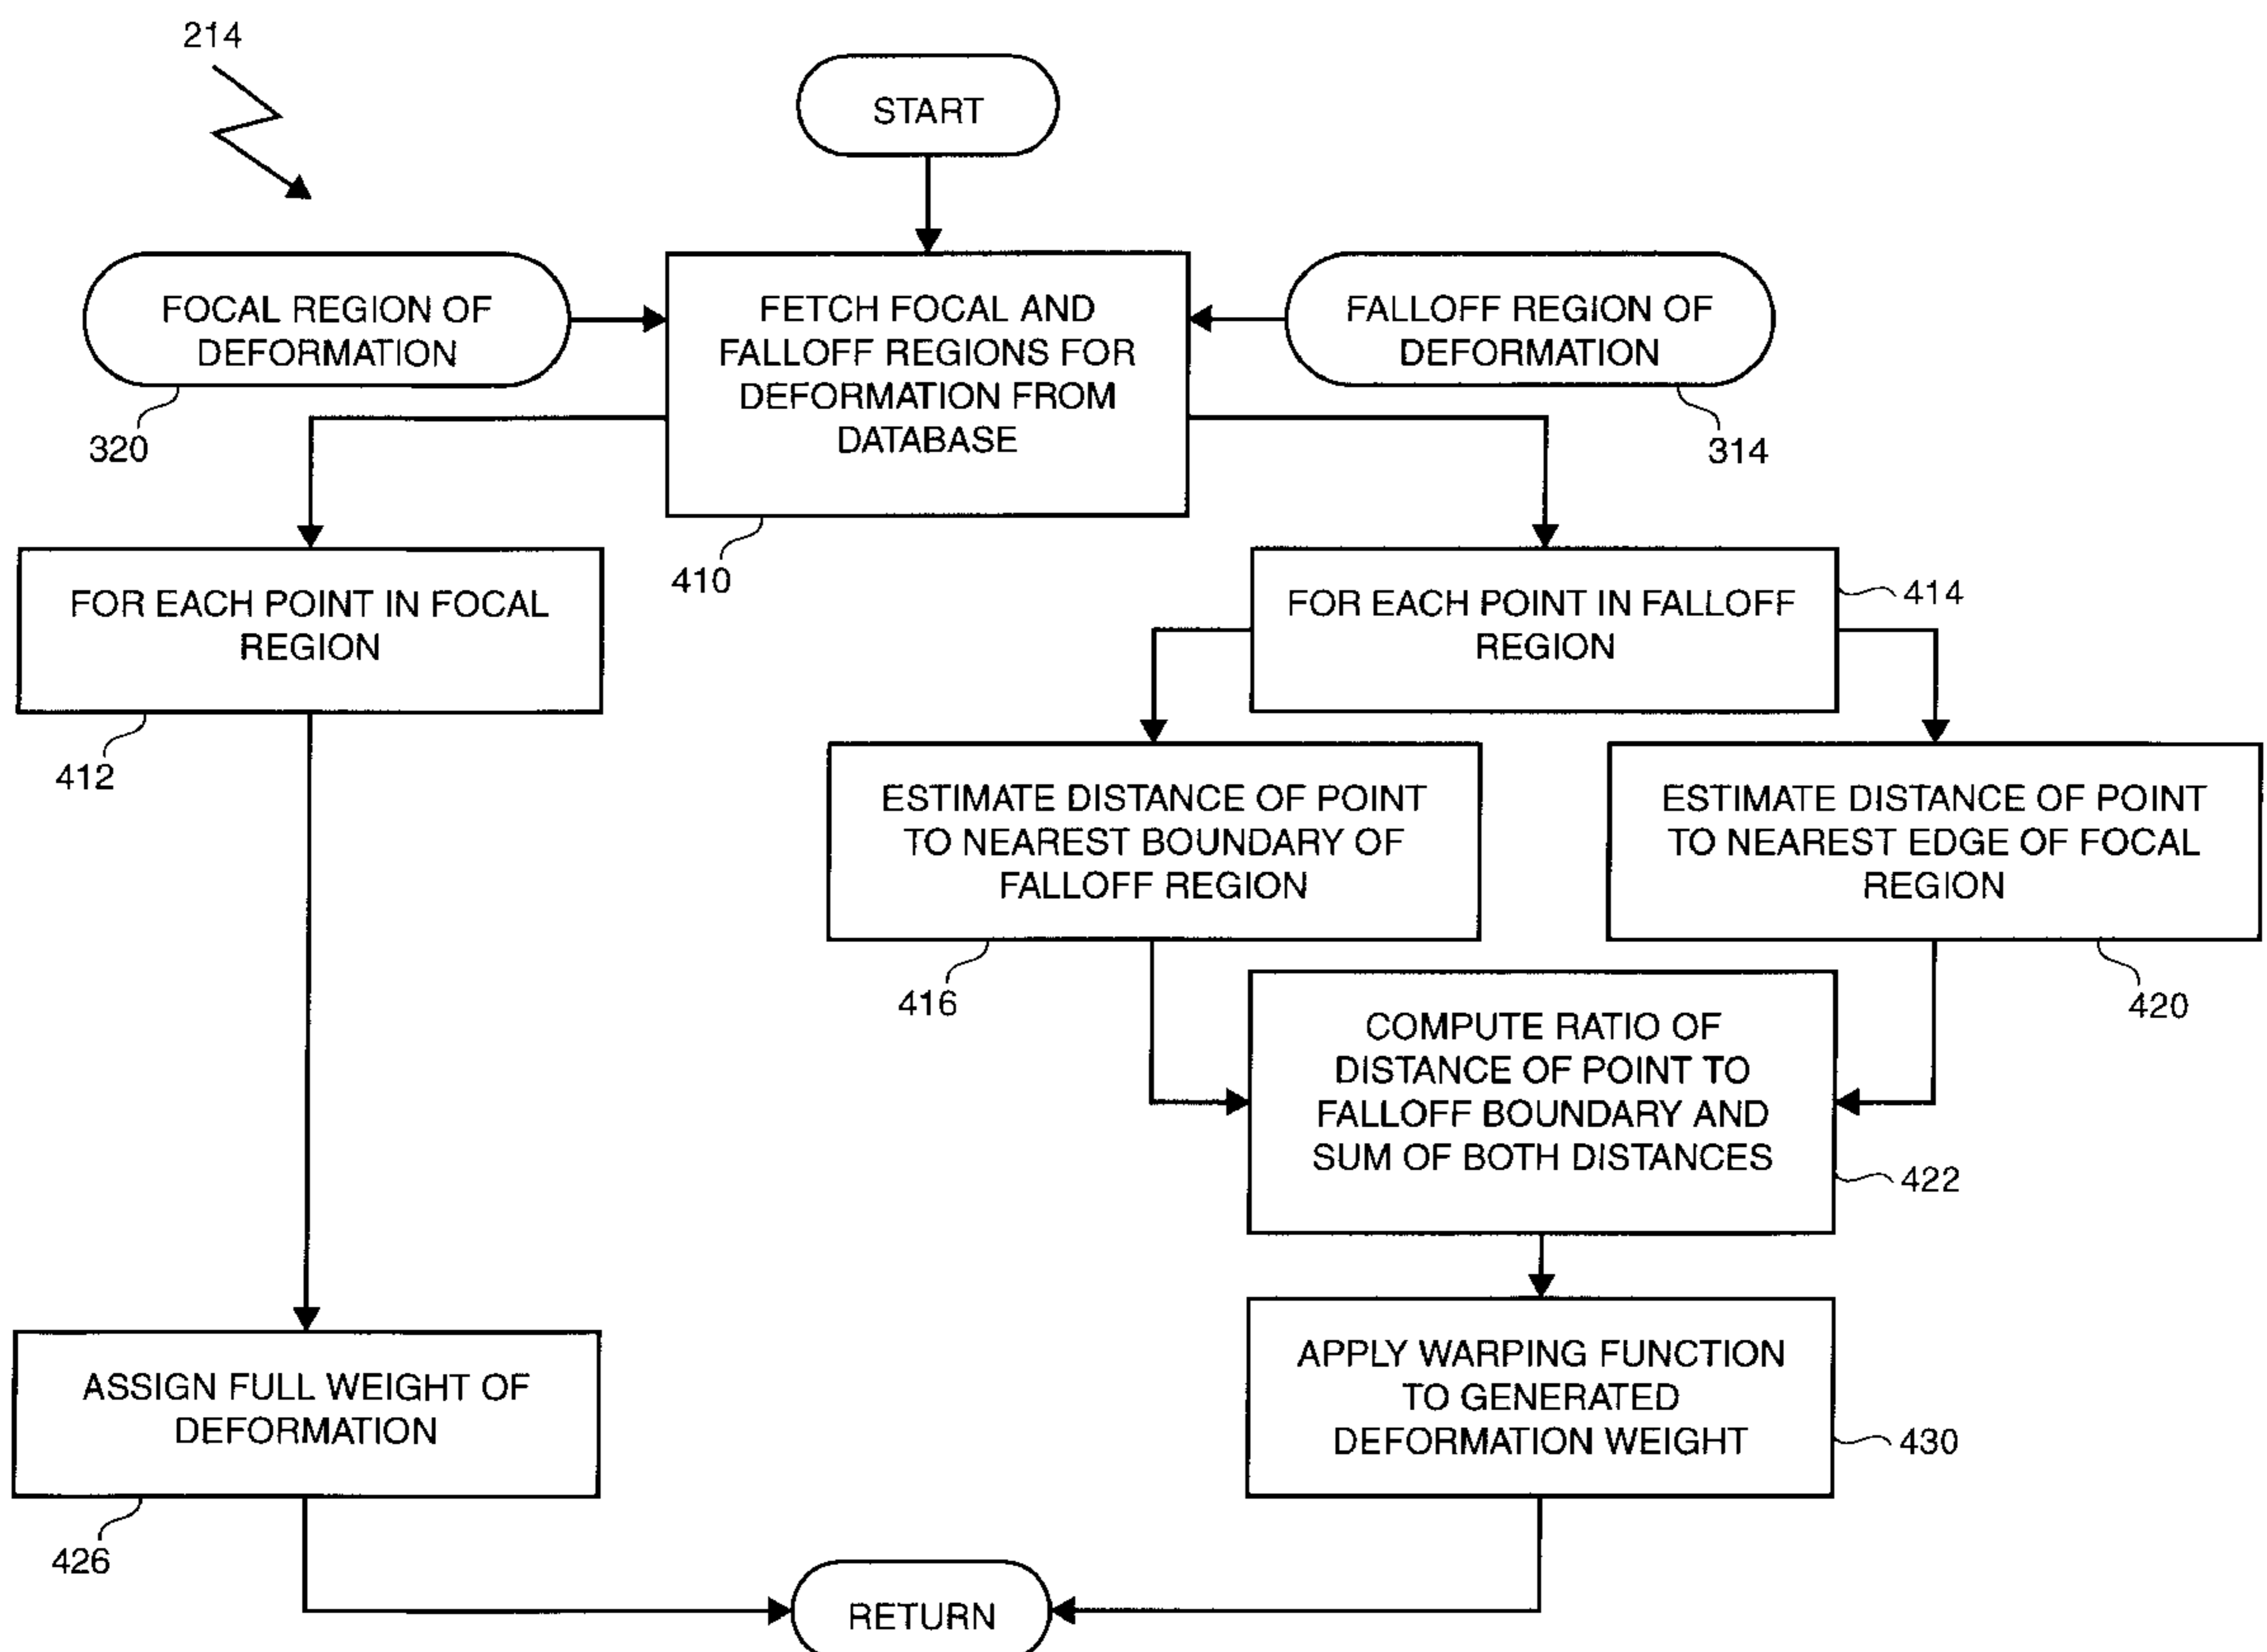 214
START
FOCAL REGION OF
DEFORMATION
320
FETCH FOCAL AND
FALLOFF REGIONS FOR
DEFORMATION FROM
DATABASE
410
FALLOFF REGION OF
DEFORMATION
314
FOR EACH POINT IN FOCAL
REGION
412
FOR EACH POINT IN FALLOFF
REGION
414
ESTIMATE DISTANCE OF POINT
TO NEAREST BOUNDARY OF
FALLOFF REGION
416
ESTIMATE DISTANCE OF POINT
TO NEAREST EDGE OF FOCAL
REGION
420
COMPUTE RATIO OF
DISTANCE OF POINT TO
FALLOFF BOUNDARY AND
SUM OF BOTH DISTANCES
422
ASSIGN FULL WEIGHT OF
DEFORMATION
426
APPLY WARPING FUNCTION
TO GENERATED
DEFORMATION WEIGHT
430
RETURN